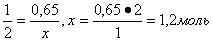 1/2 = 0,65/x, x = 0,65●2/1 = 1,2моль